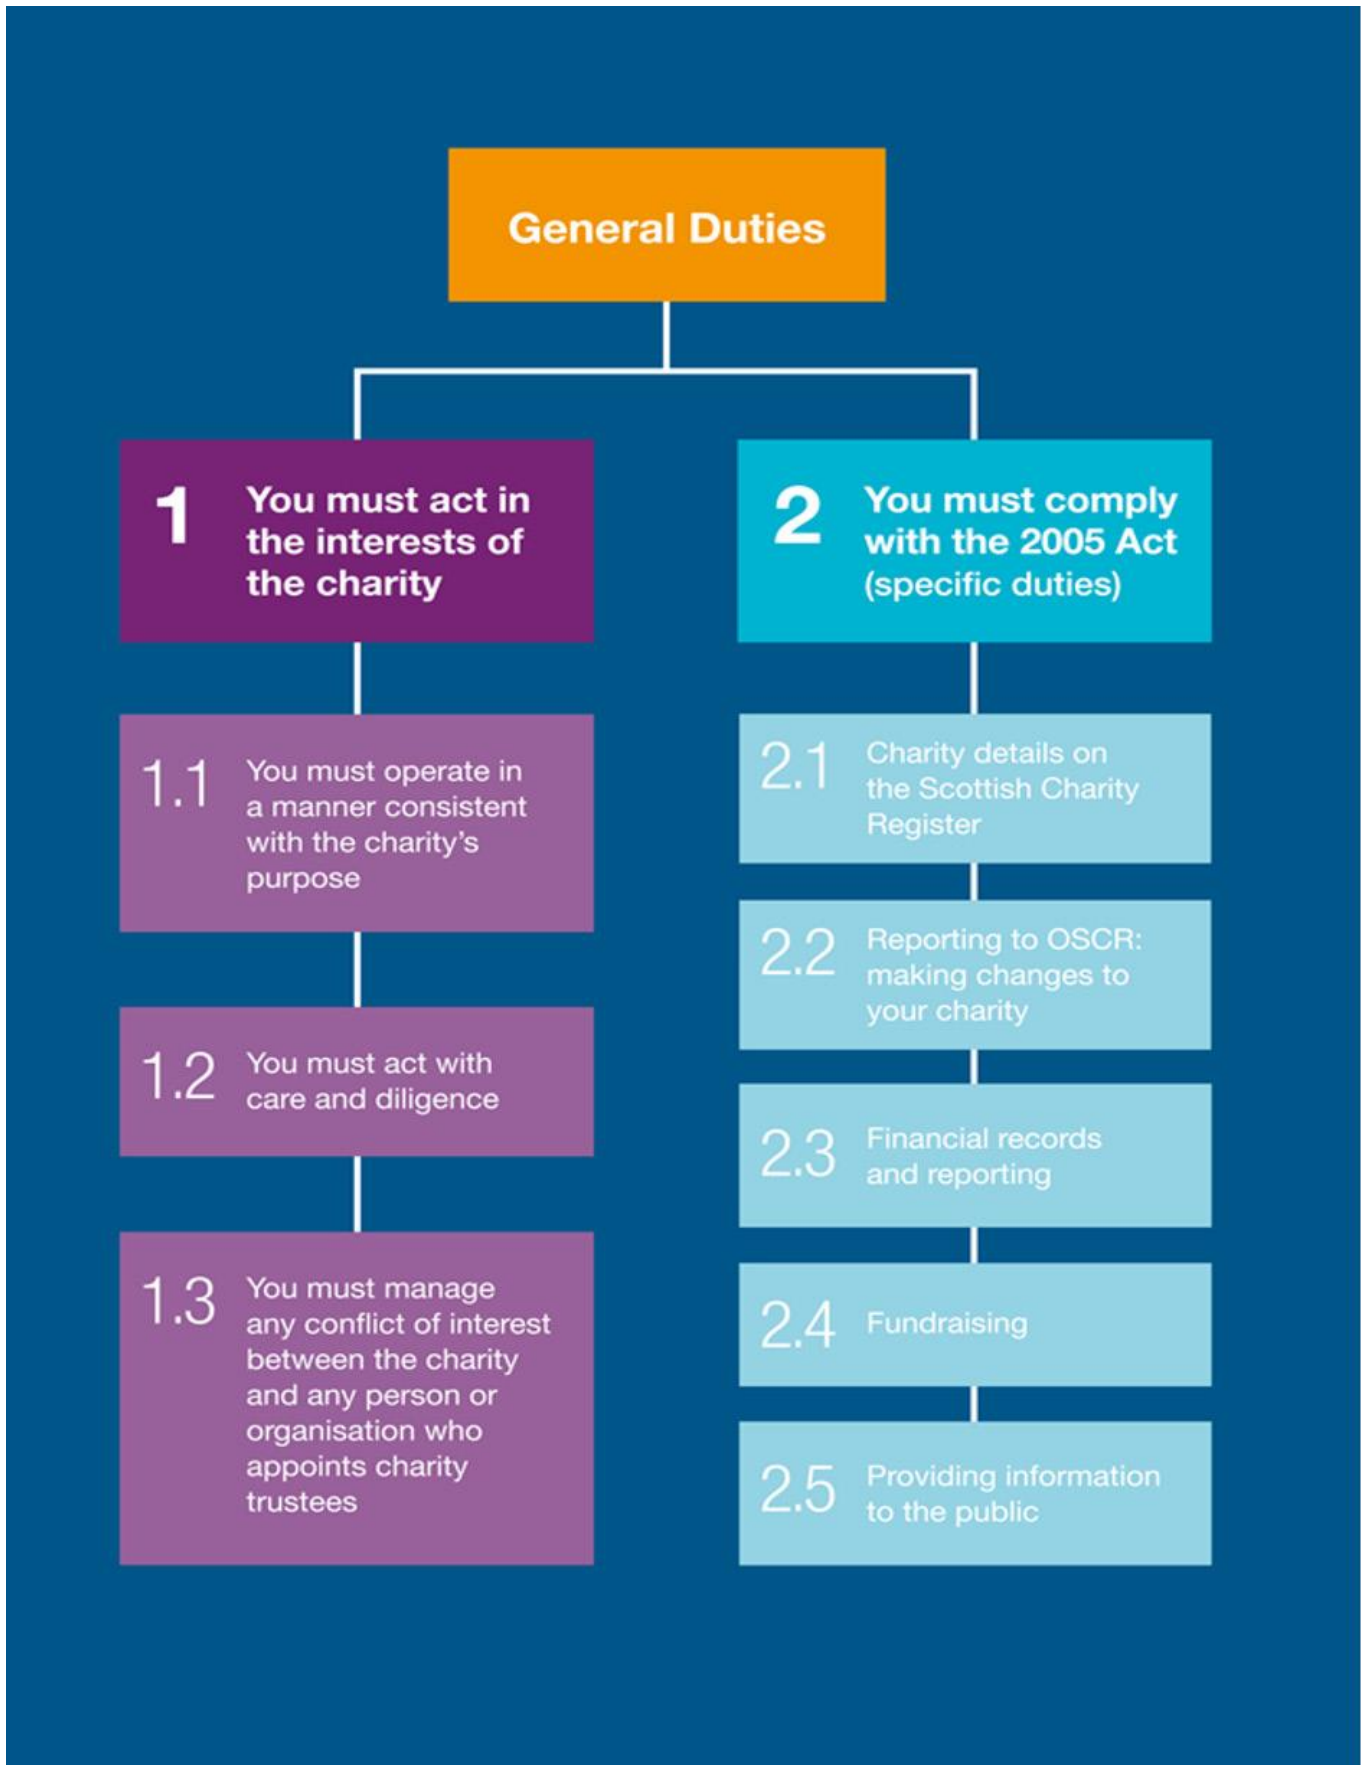 General Duties
1
You must act in
the interests of
the charity
1.1
You must operate in
a manner consistent
with the charity's
purpose
1.2
You must act with
care and diligence
1.3
You must manage
any conflict of interest
between the charity
and any person or
organisation who
appoints charity
trustees
2
You must comply
with the 2005 Act
(specific duties)
2.1
Charity details on
the Scottish Charity
Register
2.2
Reporting to OSCR:
making changes to
your charity
2.3
Financial records
and reporting
2.4
Fundraising
2.5
Providing information
to the public